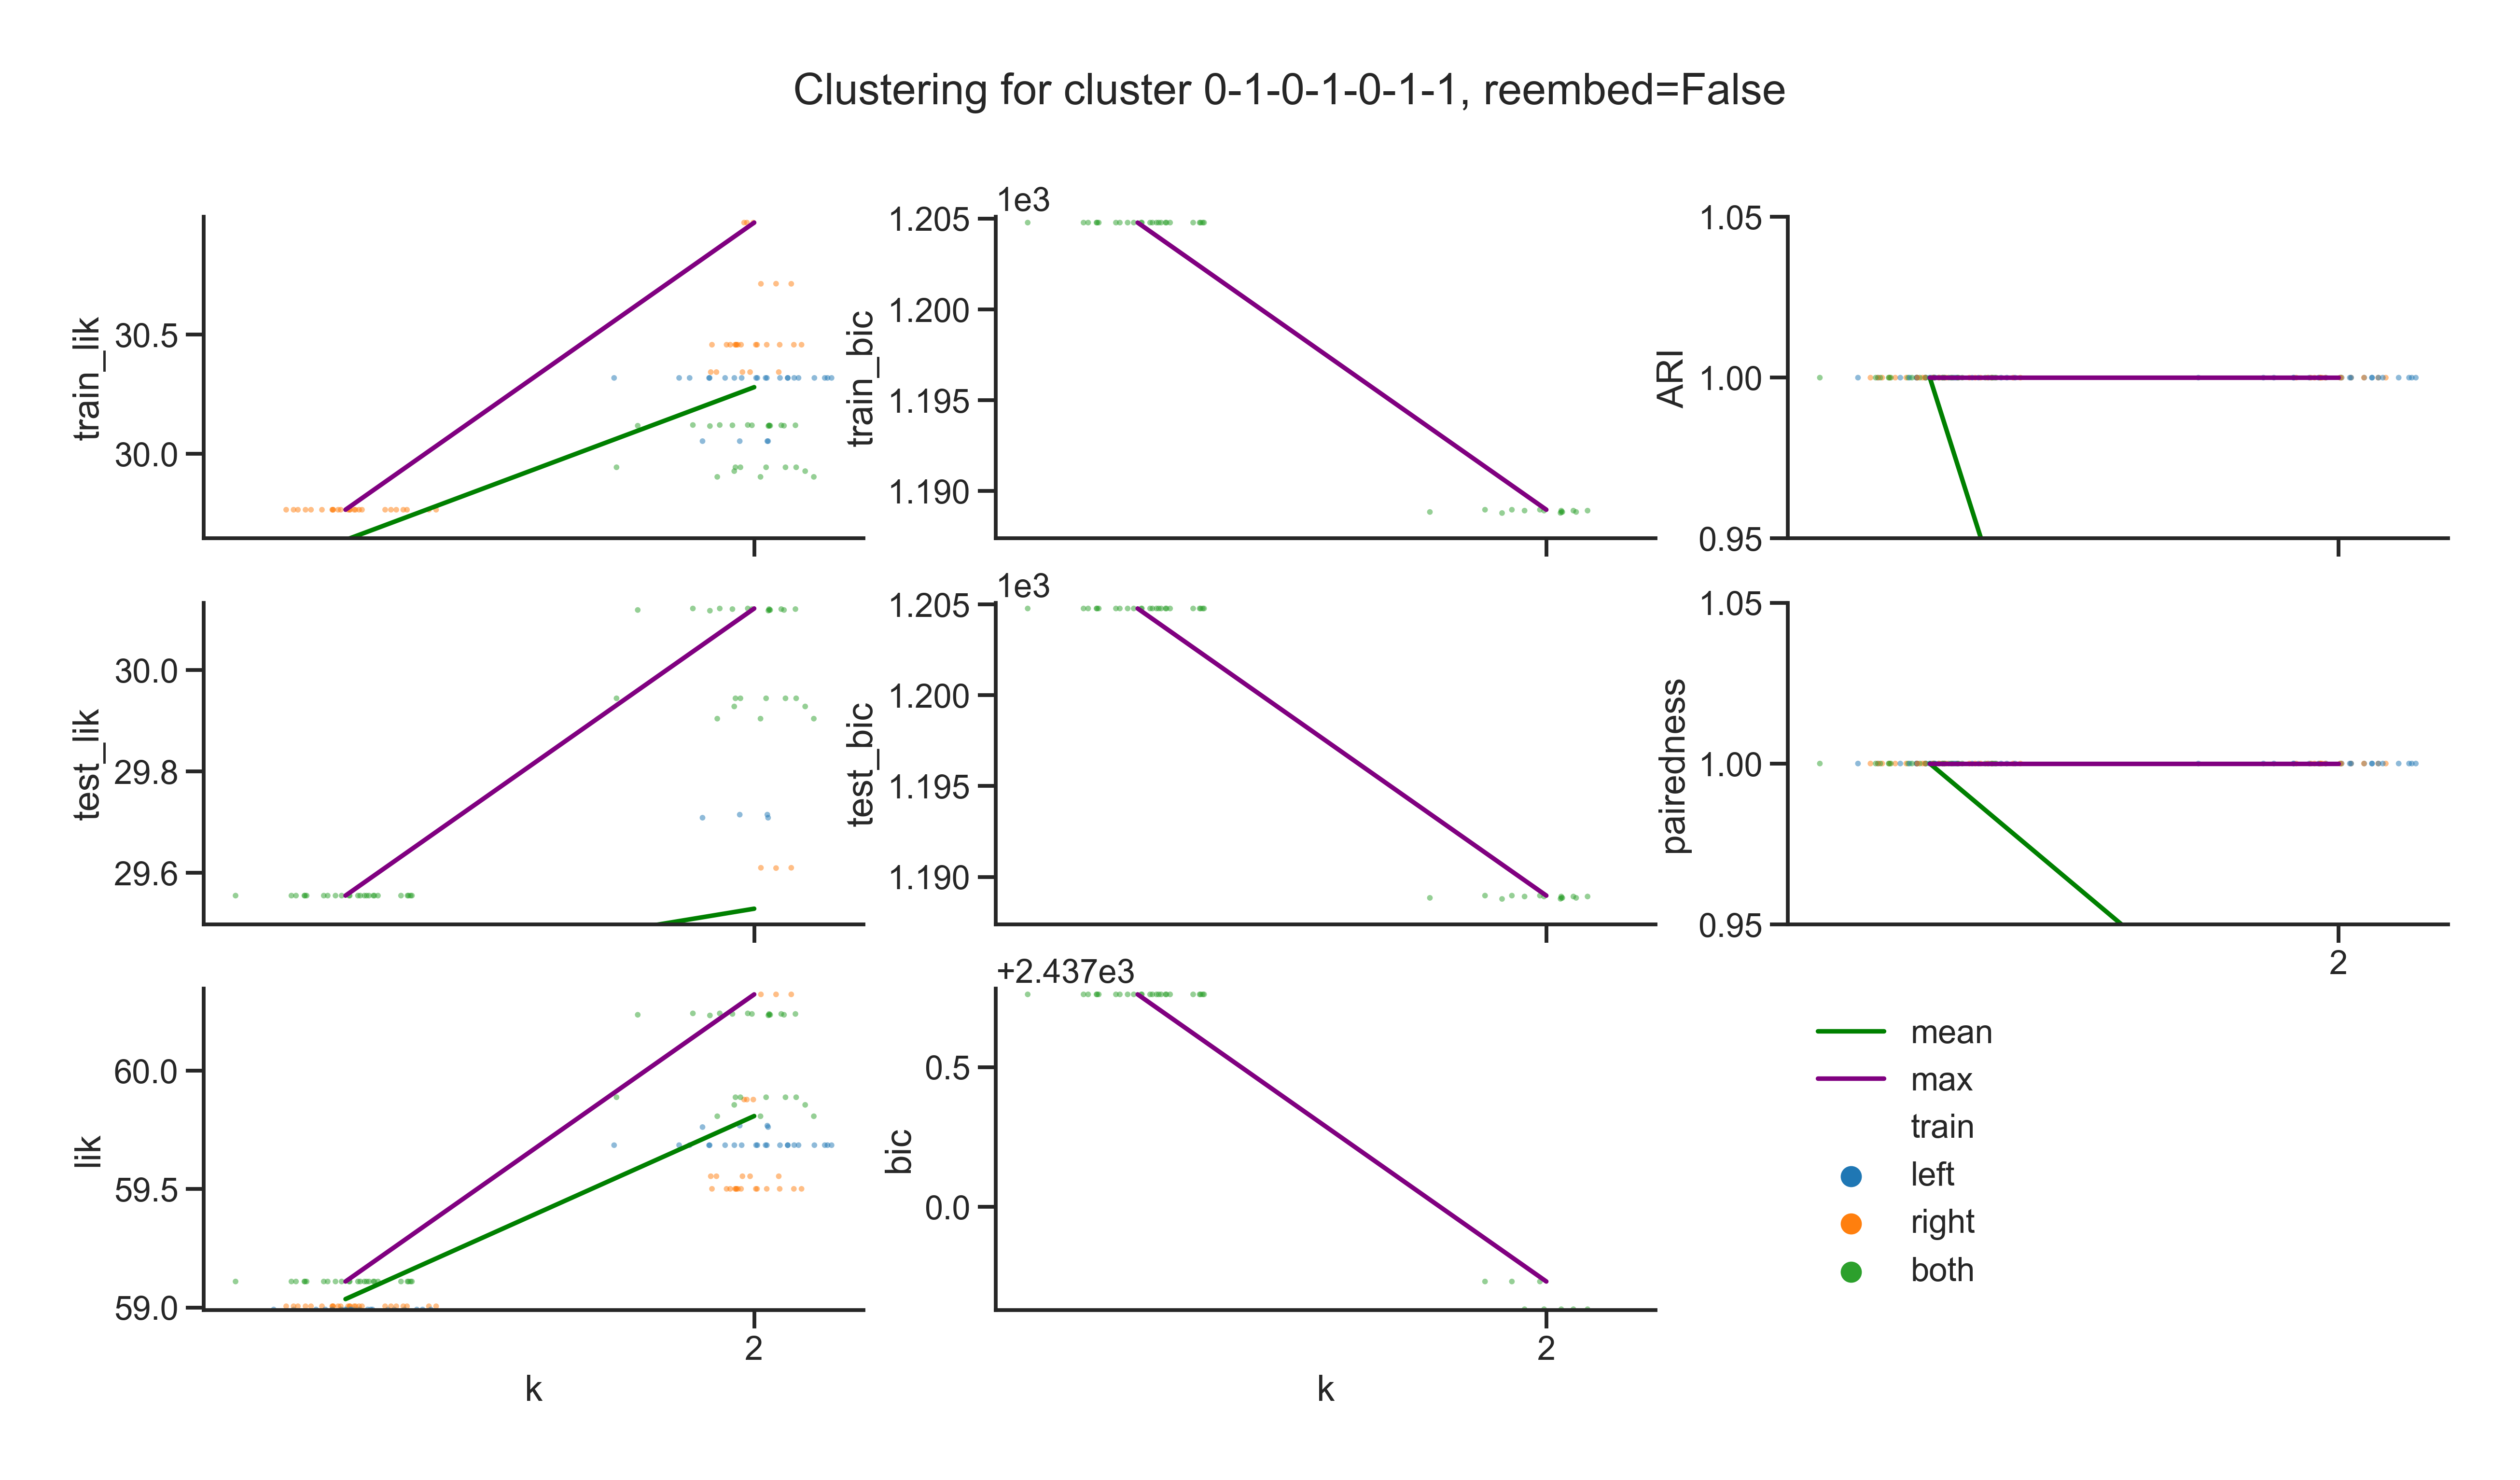 Clustering for cluster 0-1-0-1-0-1-1, reembed=False
train_lik
30.5
30.0
1e3
train_bic
1.205
1.200
1.195
1.190
ARI
1.05
1.00
0.95
test_lik
30.0
29.8
29.6
1e3
test_bic
1.205
1.200
1.195
1.190
pairedness
1.05
1.00
0.95
2
lik
60.0
59.5
59.0
2
k
+2.437e3
bic
0.5
0.0
2
k
mean
max
train
left
right
both